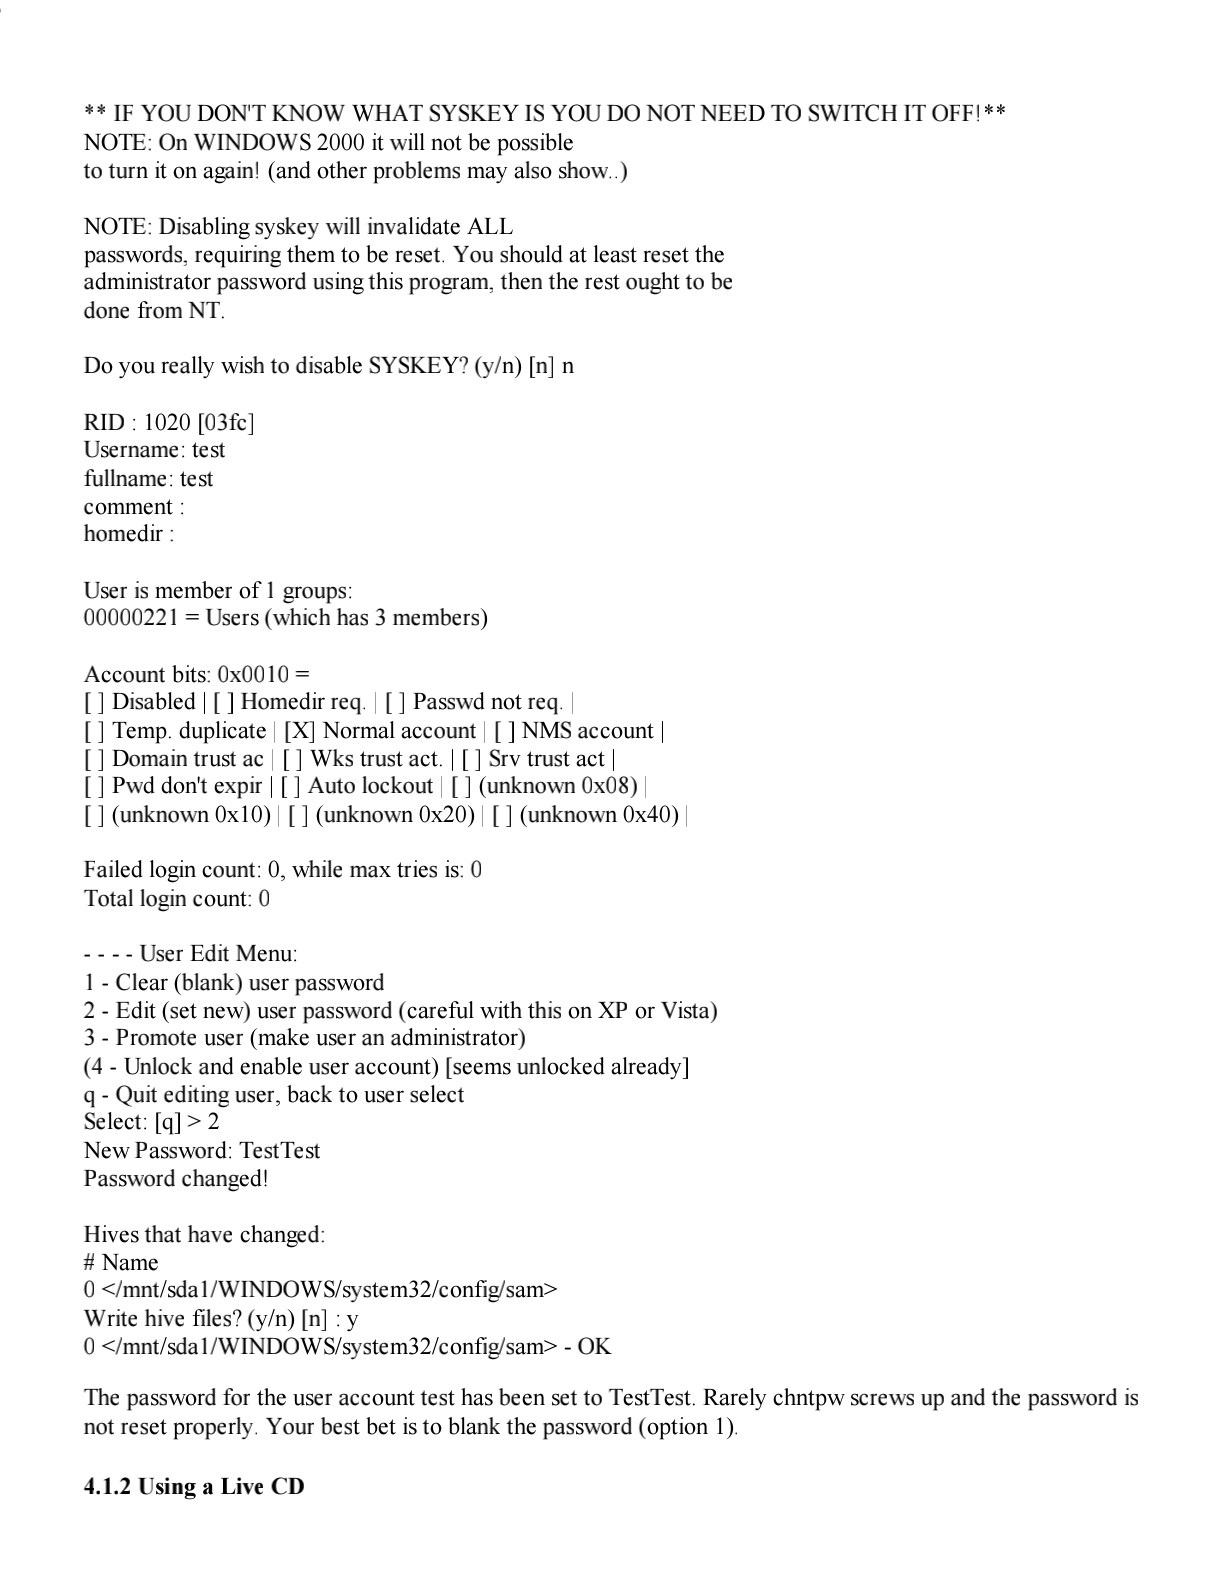 ** IF YOU DON'T KNOW WHAT SYSKEY IS YOU DO NOT NEED TO SWITCH IT OFF!**
NOTE: On WINDOWS 2000 it will not be possible
to turn it on again! (and other problems may also show..)
NOTE: Disabling syskey will invalidate ALL
passwords, requiring them to be reset. You should at least reset the
administrator password using this program, then the rest ought to be
done from NT.
Do you really wish to disable SYSKEY? (y/n) [n] n
RID : 1020 [03fc]
Username: test
fullname: test
comment :
homedir :
User is member of 1 groups:
00000221 = Users (which has 3 members)
Account bits: 0x0010 =
[ ] Disabled | [ ] Homedir req. | [ ] Passwd not req. |
[ ] Temp. duplicate | [X] Normal account | [ ] NMS account |
[ ] Domain trust ac | [ ] Wks trust act. | [ ] Srv trust act |
[ ] Pwd don't expir | [ ] Auto lockout | [ ] (unknown 0x08) |
[ ] (unknown 0x10) | [ ] (unknown 0x20) | [ ] (unknown 0x40) |
Failed login count: 0, while max tries is: 0
Total login count: 0
- - - - User Edit Menu:
1 - Clear (blank) user password
2 - Edit (set new) user password (careful with this on XP or Vista)
3 - Promote user (make user an administrator)
(4 - Unlock and enable user account) [seems unlocked already]
q - Quit editing user, back to user select
Select: [q] > 2
New Password: TestTest
Password changed!
Hives that have changed:
# Name
0 </mnt/sda1/WINDOWS/system32/config/sam>
Write hive files? (y/n) [n] : y
0 </mnt/sda1/WINDOWS/system32/config/sam> - OK
The password for the user account test has been set to TestTest. Rarely chntpw screws up and the password is
not reset properly. Your best bet is to blank the password (option 1).
4.1.2 Using a Live CD